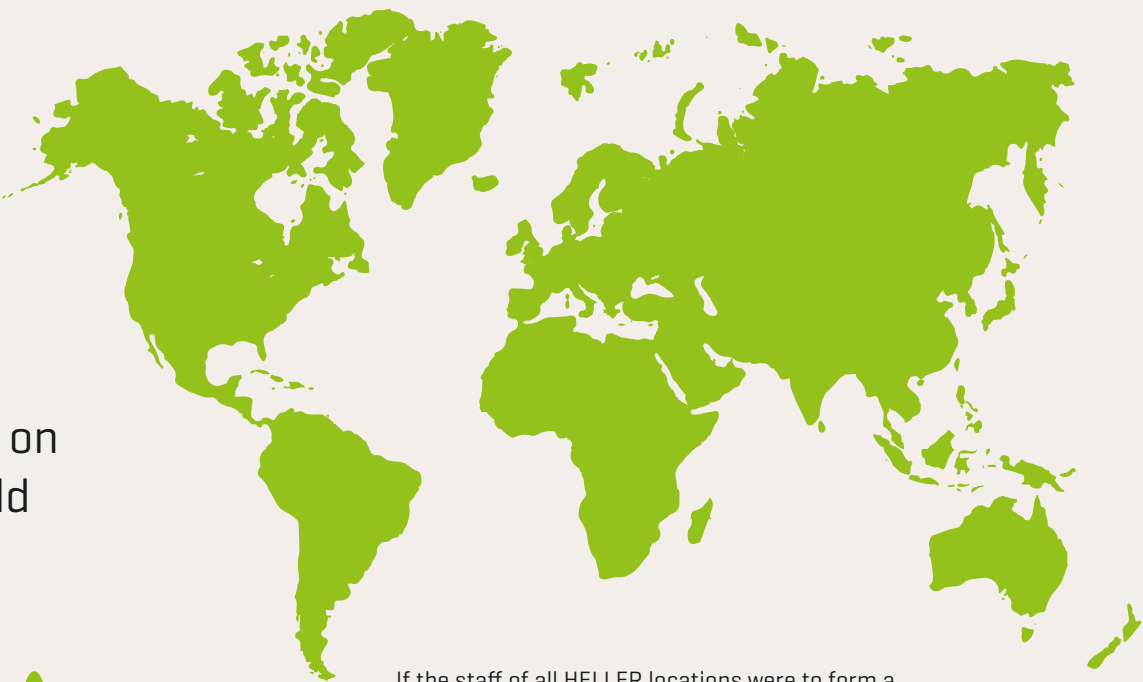 on
ld
If the staff of all HELLER locations were to form a